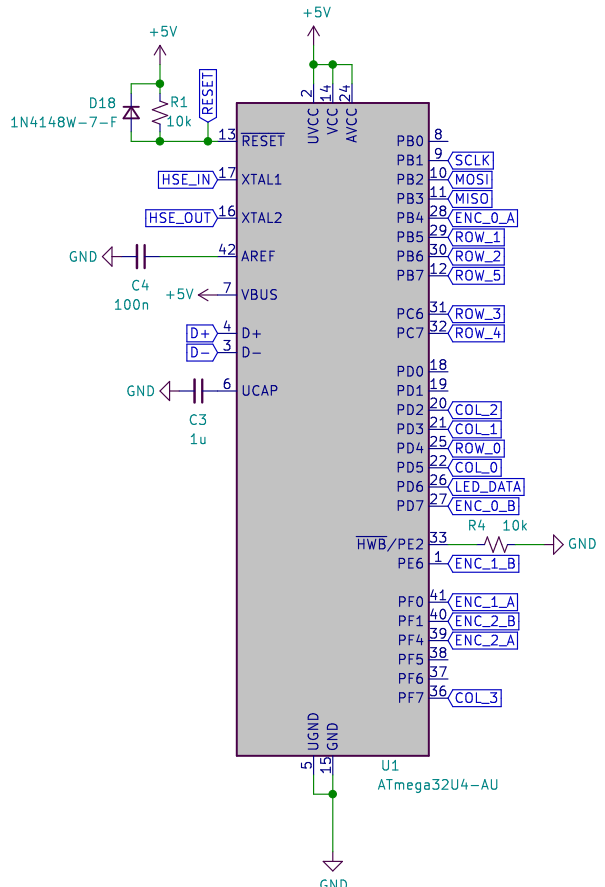 +5V
+5V
RESET
D18
1N4148W-7-F
R1
10k
2
14
24
UVCC
VCC
AVCC
13 RESET
HSE_IN 17 XTAL1
HSE_OUT 16 XTAL2
GND 42 AREF
C4
100n
+5V 7 VBUS
D+ 4 D+
D- 3 D-
GND 6 UCAP
C3
1u
PB0 8
PB1 9 SCLK
PB2 10 MOSI
PB3 11 MISO
PB4 28 ENC_0_A
PB5 29 ROW_1
PB6 30 ROW_2
PB7 12 ROW_5
PC6 31 ROW_3
PC7 32 ROW_4
PD0 18
PD1 19
PD2 20 COL_2
PD3 21 COL_1
PD4 25 ROW_0
PD5 22 COL_0
PD6 26 LED_DATA
PD7 27 ENC_0_B
R4 10k
HWB/PE2 33 GND
PE6 1 ENC_1_B
PF0 41 ENC_1_A
PF1 40 ENC_2_B
PF4 39 ENC_2_A
PF5 38
PF6 37
PF7 36 COL_3
UGND
GND
5
15
U1
ATmega32U4-AU
GND